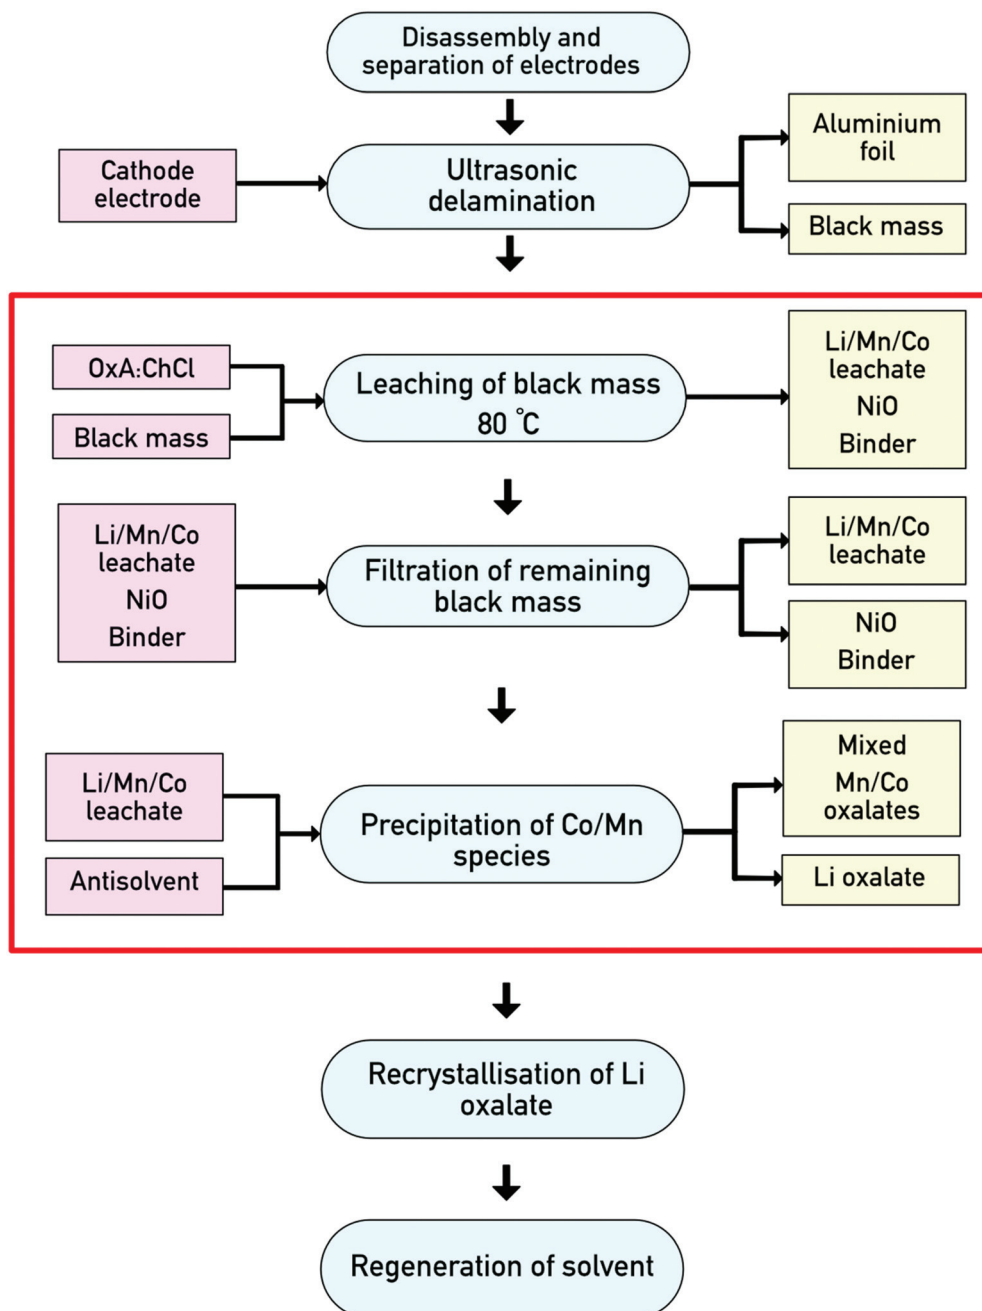 Disassembly and
separation of electrodes
Cathode
electrode
Ultrasonic
delamination
Aluminium
foil
Black mass
OxA:ChCl
Black mass
Leaching of black mass
80 °C
Li/Mn/Co
leachate
NiO
Binder
Li/Mn/Co
leachate
NiO
Binder
Filtration of remaining
black mass
Li/Mn/Co
leachate
NiO
Binder
Li/Mn/Co
leachate
Antisolvent
Precipitation of Co/Mn
species
Mixed
Mn/Co
oxalates
Li oxalate
Recrystallisation of Li
oxalate
Regeneration of solvent